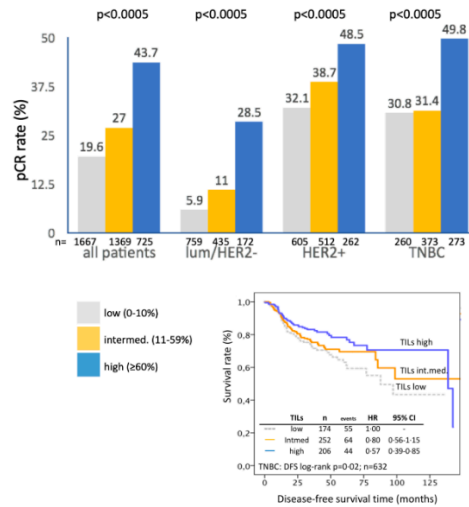 p<0.0005 p<0.0005 p<0.0005 p<0.0005
pCR rate (%)
50
37.5
25
12.5
0
19.6 27 43.7
5.9 11 28.5
32.1 38.7 48.5
30.8 31.4 49.8
n= 1667 1369 725 759 435 172 605 512 262 260 373 273
all patients lum/HER2- HER2+ TNBC
low (0-10%)
intermed. (11-59%)
high (≥60%)
Survival rate (%)
1,0
0,8
0,6
0,4
0,2
0,0
TILs high
TILs int.med.
TILs low
TILs n events HR 95% CI
low 174 55 1·00 -
Intmed 252 64 0·80 0·56-1·15
high 206 44 0·57 0·39-0·85
TNBC: DFS log-rank p=0·02; n=632
0 25 50 75 100 125
Disease-free survival time (months)